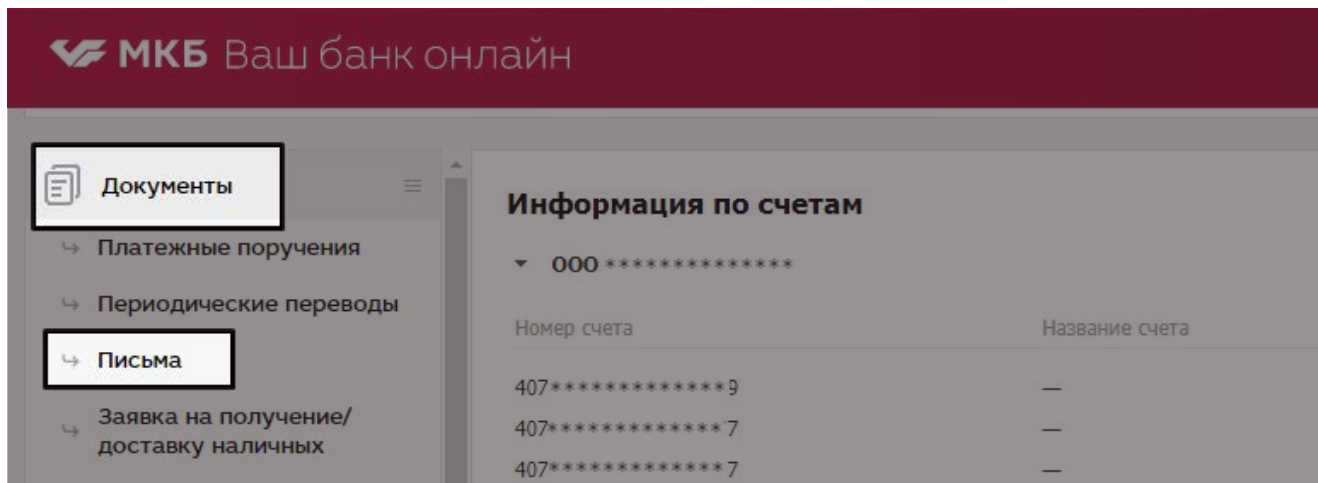 МКБ Ваш банк онлайн
Документы
Платежные поручения
Периодические переводы
Письма
Заявка на получение/
доставку наличных
Информация по счетам
ООО **************
Номер счета Название счета
407*************9 —
407*************7 —
407*************7 —